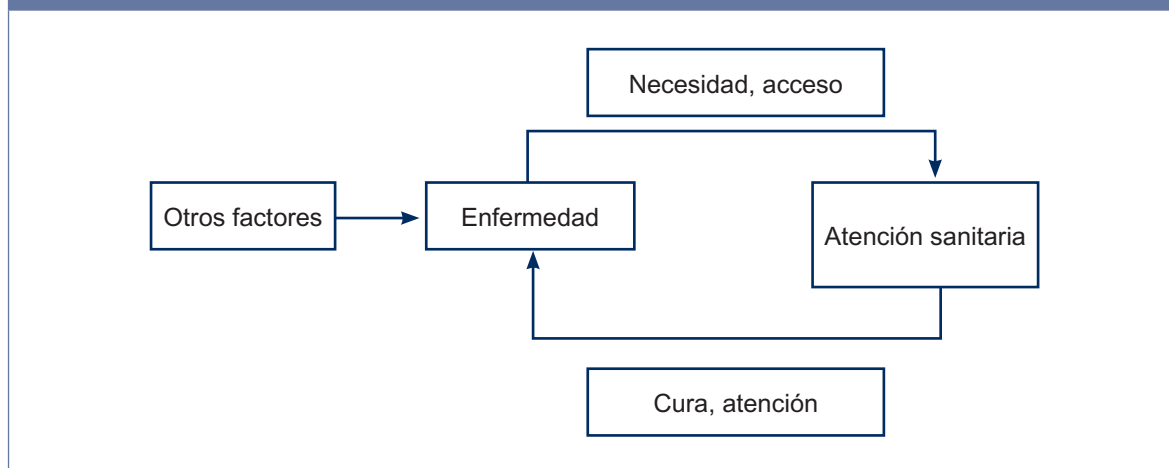 Necesidad, acceso
Otros factores
Enfermedad
Atención sanitaria
Cura, atención